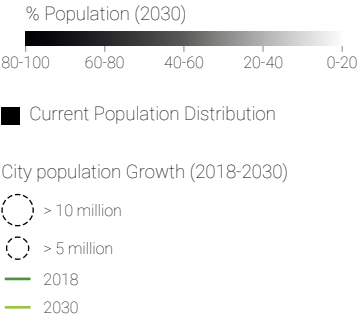 % Population (2030)
80-100 60-80 40-60 20-40 0-20
Current Population Distribution
City population Growth (2018-2030)
> 10 million
> 5 million
2018
2030